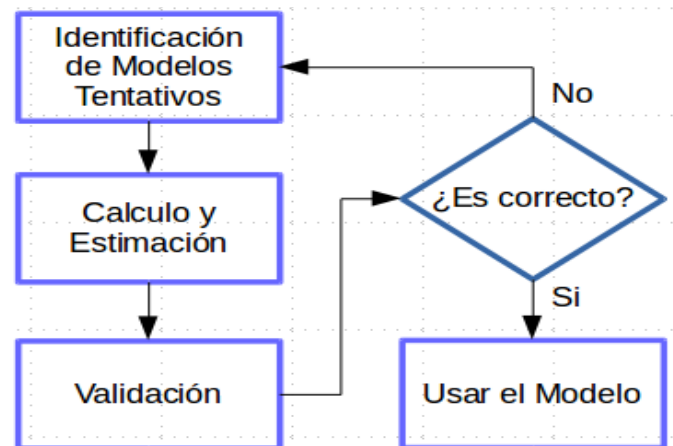 Identificación
de Modelos
Tentativos
Calculo y
Estimación
Validación
¿Es correcto?
No
Si
Usar el Modelo